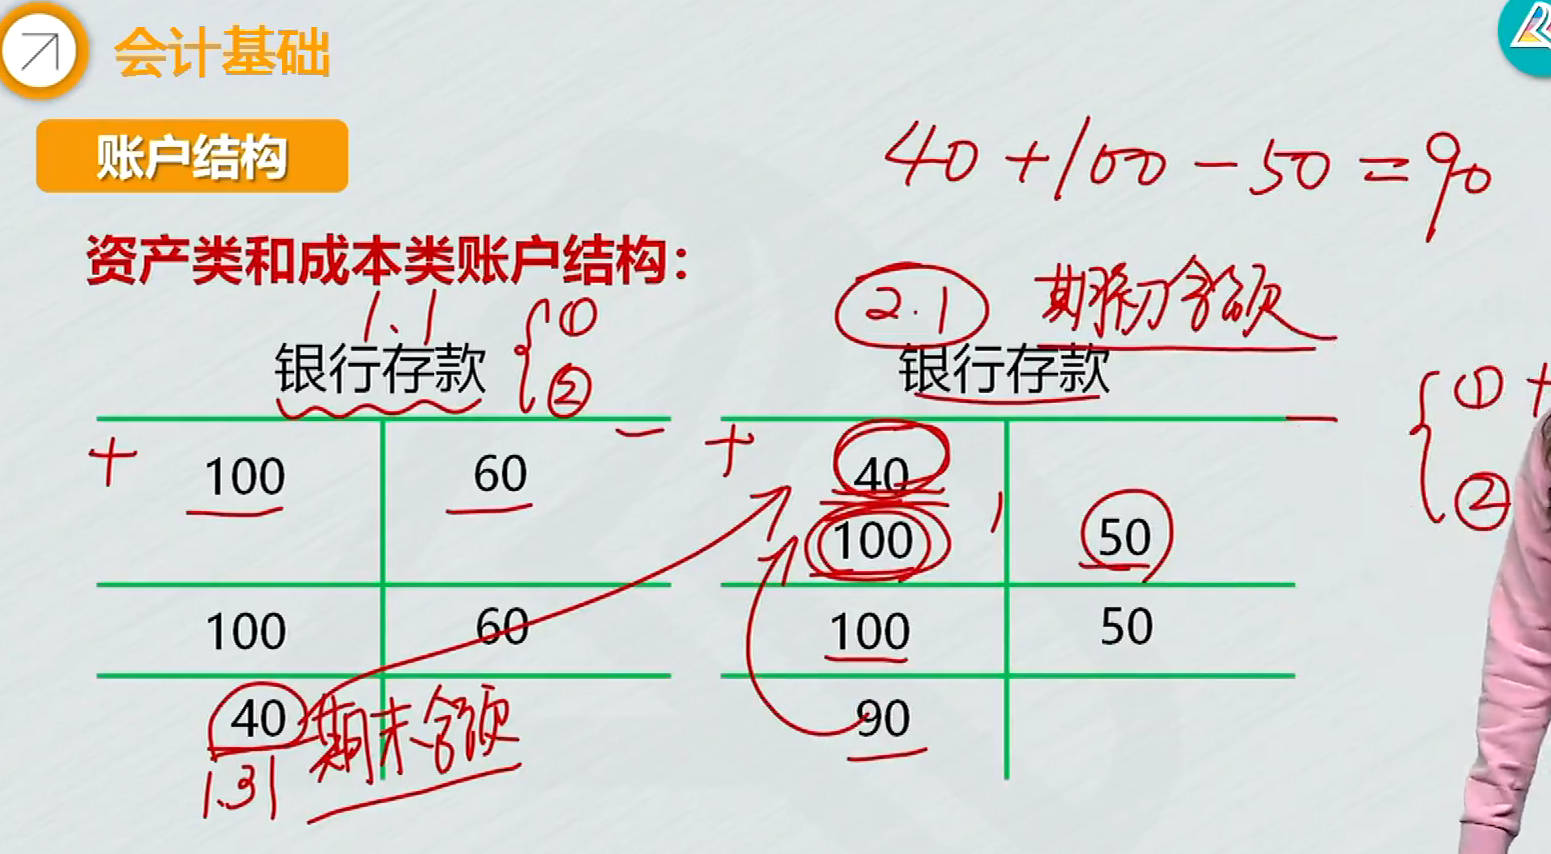 会计基础
账户结构
40+100-50=90
资产类和成本类账户结构：
1.1
①
②
2.1 期初余额
银行存款
银行存款
① +
②
+ 100 60 -
+ 40 -
100 50
100 60
100 50
40 期末余额
1.31
90